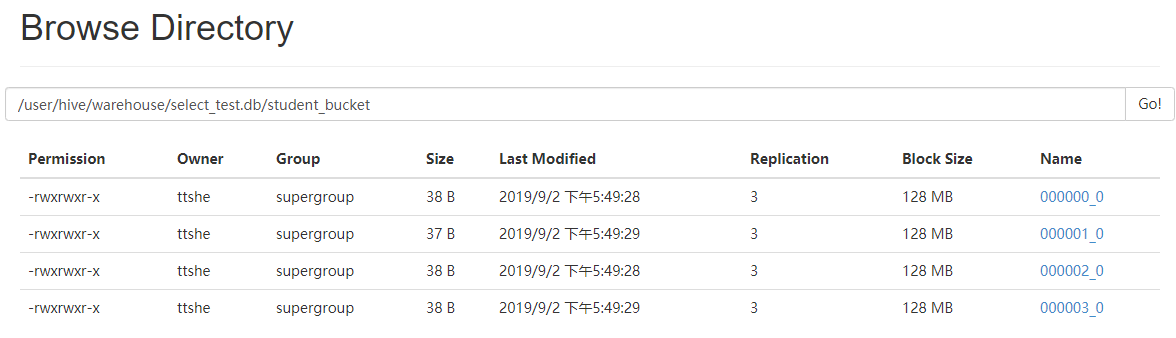 Browse Directory
/user/hive/warehouse/select_test.db/student_bucket Go!
Permission Owner Group Size Last Modified Replication Block Size Name
-rwxrwxr-x ttshe supergroup 38 B 2019/9/2 下午5:49:28 3 128 MB 000000_0
-rwxrwxr-x ttshe supergroup 37 B 2019/9/2 下午5:49:29 3 128 MB 000001_0
-rwxrwxr-x ttshe supergroup 38 B 2019/9/2 下午5:49:28 3 128 MB 000002_0
-rwxrwxr-x ttshe supergroup 38 B 2019/9/2 下午5:49:29 3 128 MB 000003_0